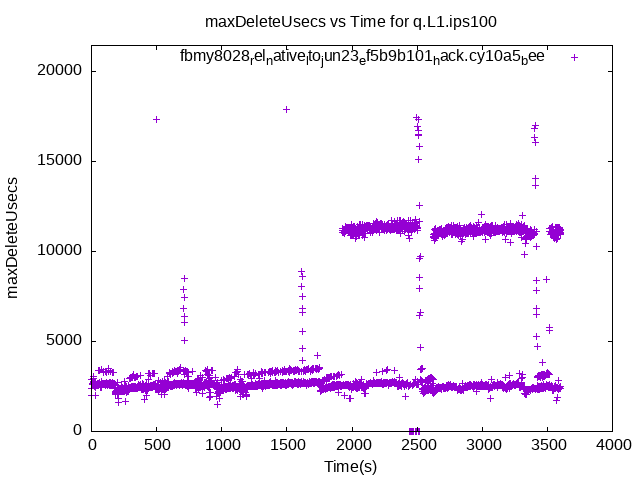 maxDeleteUsecs vs Time for q.L1.ips100
fbmy8028relnativeltojun23ef5b9b101hack.cy10a5bee
20000
15000
10000
5000
0
maxDeleteUsecs
0 500 1000 1500 2000 2500 3000 3500 4000
Time(s)